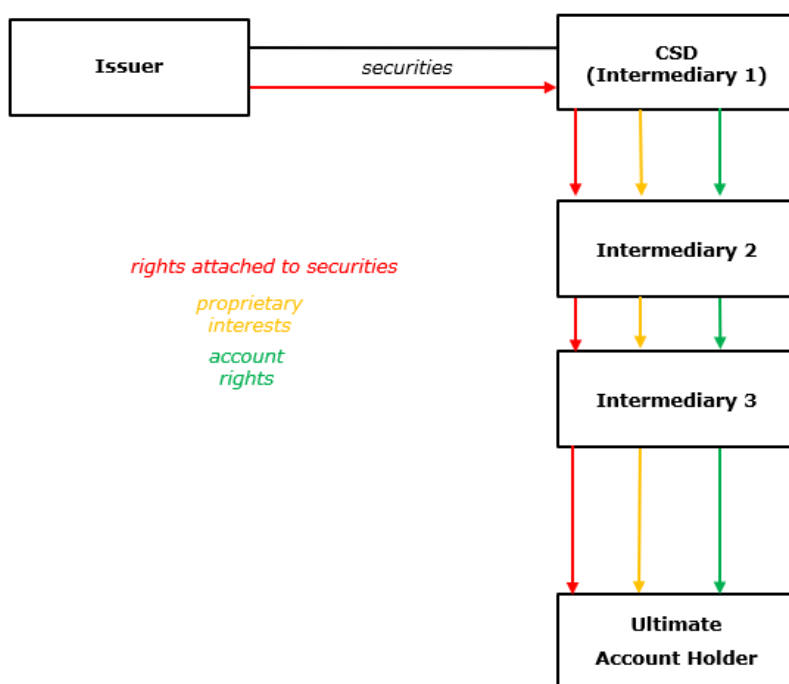 Issuer
securities
CSD
(Intermediary 1)
Intermediary 2
rights attached to securities
proprietary
interests
account
rights
Intermediary 3
Ultimate
Account Holder